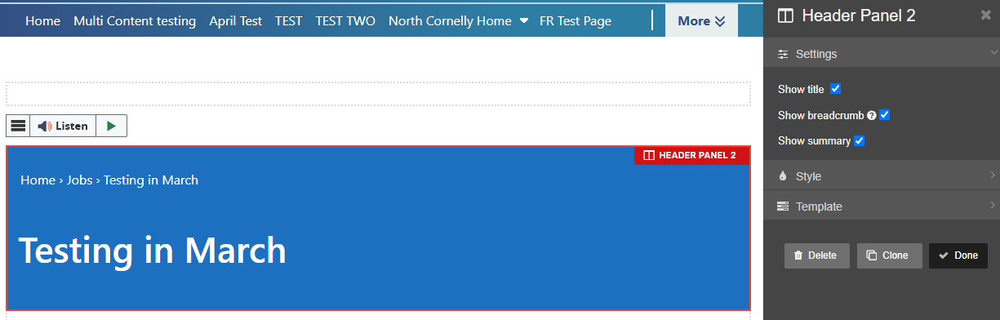 Home Multi Content testing April Test TEST TEST TWO North Cornelly Home FR Test Page More
Listen
HEADER PANEL 2
Home › Jobs › Testing in March
Testing in March
Header Panel 2
Settings
Show title
Show breadcrumb
Show summary
Style
Template
Delete Clone Done